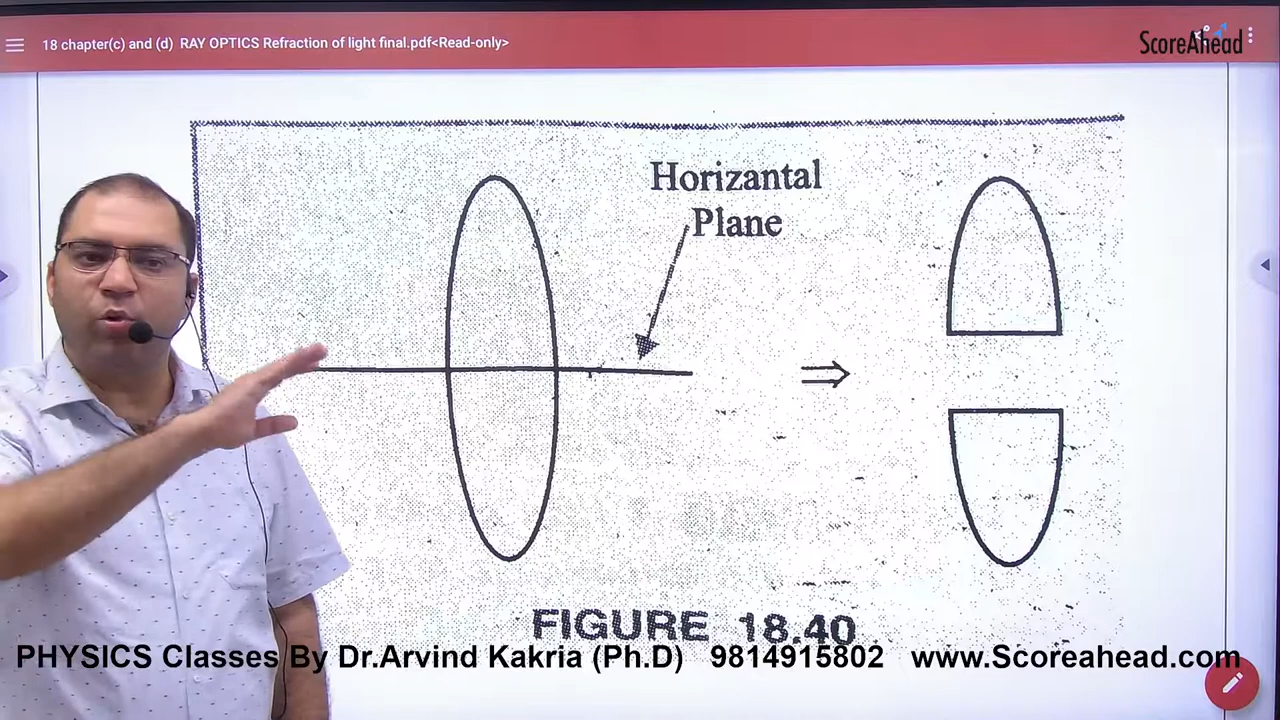 18 chapter(c) and (d) RAY OPTICS Refraction of light final.pdf<Read-only>
ScoreAhead
Horizantal
Plane
FIGURE 18.40
PHYSICS Classes By Dr.Arvind Kakria (Ph.D) 9814915802 www.Scoreahead.com